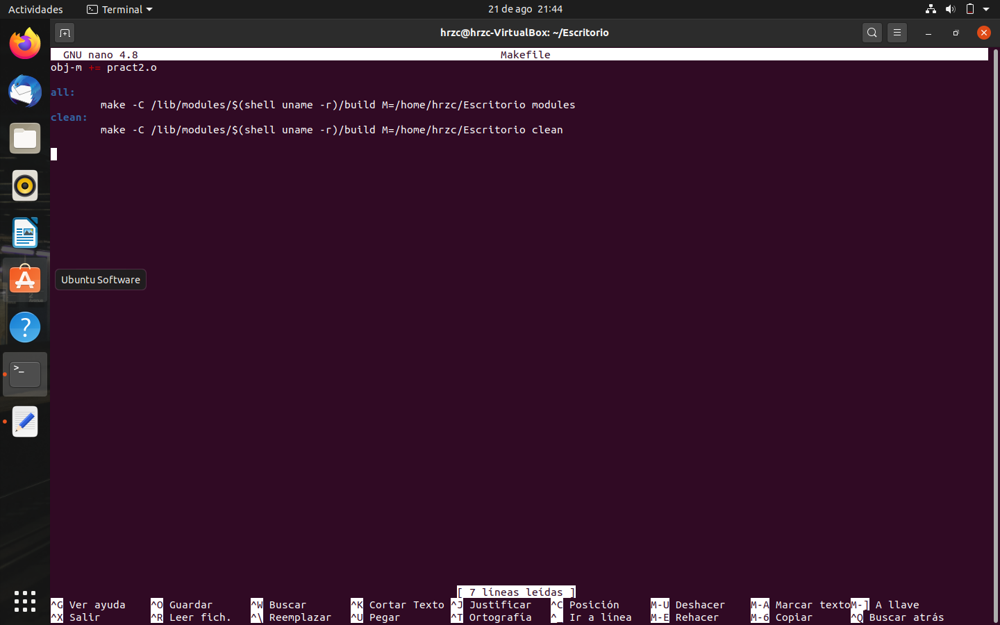 Actividades Terminal 21 de ago 21:44
hrzc@hrzc-VirtualBox: ~/Escritorio
GNU nano 4.8 Makefile
obj-m += pract2.o
all:
make -C /lib/modules/$(shell uname -r)/build M=/home/hrzc/Escritorio modules
clean:
make -C /lib/modules/$(shell uname -r)/build M=/home/hrzc/Escritorio clean
Ubuntu Software
[ 7 líneas leídas ]
^G Ver ayuda ^O Guardar ^W Buscar ^K Cortar Texto ^J Justificar ^C Posición M-U Deshacer M-A Marcar texto M-] A llave
^X Salir ^R Leer fich. ^\ Reemplazar ^U Pegar ^T Ortografía ^_ Ir a línea M-E Rehacer M-6 Copiar ^Q Buscar atrás